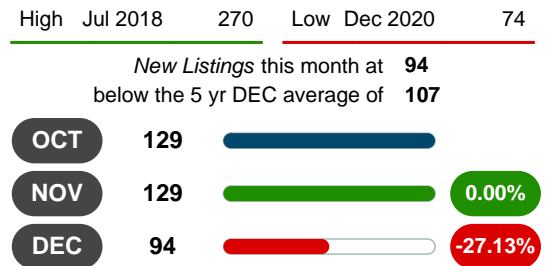 High Jul 2018 270 Low Dec 2020 74
New Listings this month at 94
below the 5 yr DEC average of 107
OCT 129
NOV 129 0.00%
DEC 94 -27.13%